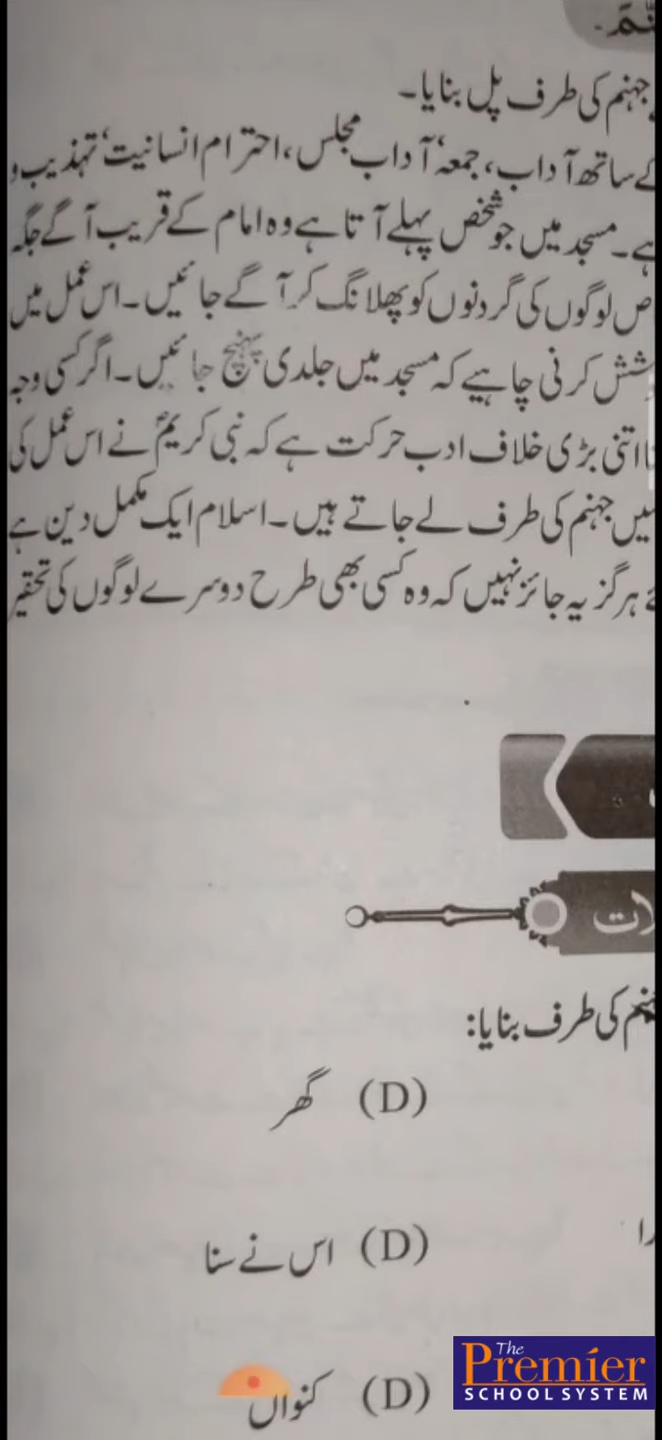 جہنم کی طرف پل بنایا۔
کے ساتھ آداب، جمعہ‘ آداب مجلس، احترام انسانیت‘ تہذیب و
ہے۔ مسجد میں جو شخص پہلے آتا ہے وہ امام کے قریب آگے جگہ
لوگوں کی گردنوں کو پھلانگ کر آگے جائیں۔ اس عمل میں
شش کرنی چاہیے کہ مسجد میں جلدی پہنچ جائیں۔ اگر کسی وجہ
نا اتنی بڑی خلاف ادب حرکت ہے کہ نبی کریمؐ نے اس عمل کی
جہنم کی طرف لے جاتے ہیں۔ اسلام ایک مکمل دین ہے
ہرگز یہ جائز نہیں کہ وہ کسی بھی طرح دوسرے لوگوں کی تحقیر
لات
کی طرف بنایا:
(D) گھر
را (D) اس نے سنا
(D) کنواں
The
Premier
SCHOOL SYSTEM